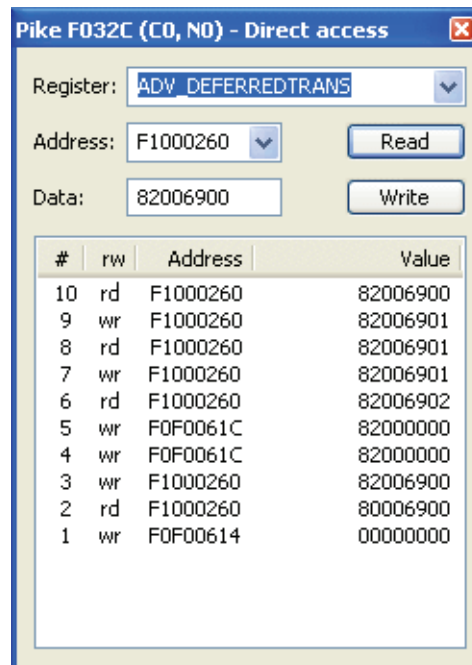 Pike F032C (C0, N0) - Direct access
Register: ADV_DEFERREDTRANS
Address: F1000260 Read
Data: 82006900 Write
# rw Address Value
10 rd F1000260 82006900
9 wr F1000260 82006901
8 rd F1000260 82006901
7 wr F1000260 82006901
6 rd F1000260 82006902
5 wr F0F0061C 82000000
4 wr F0F0061C 82000000
3 wr F1000260 82006900
2 rd F1000260 80006900
1 wr F0F00614 00000000